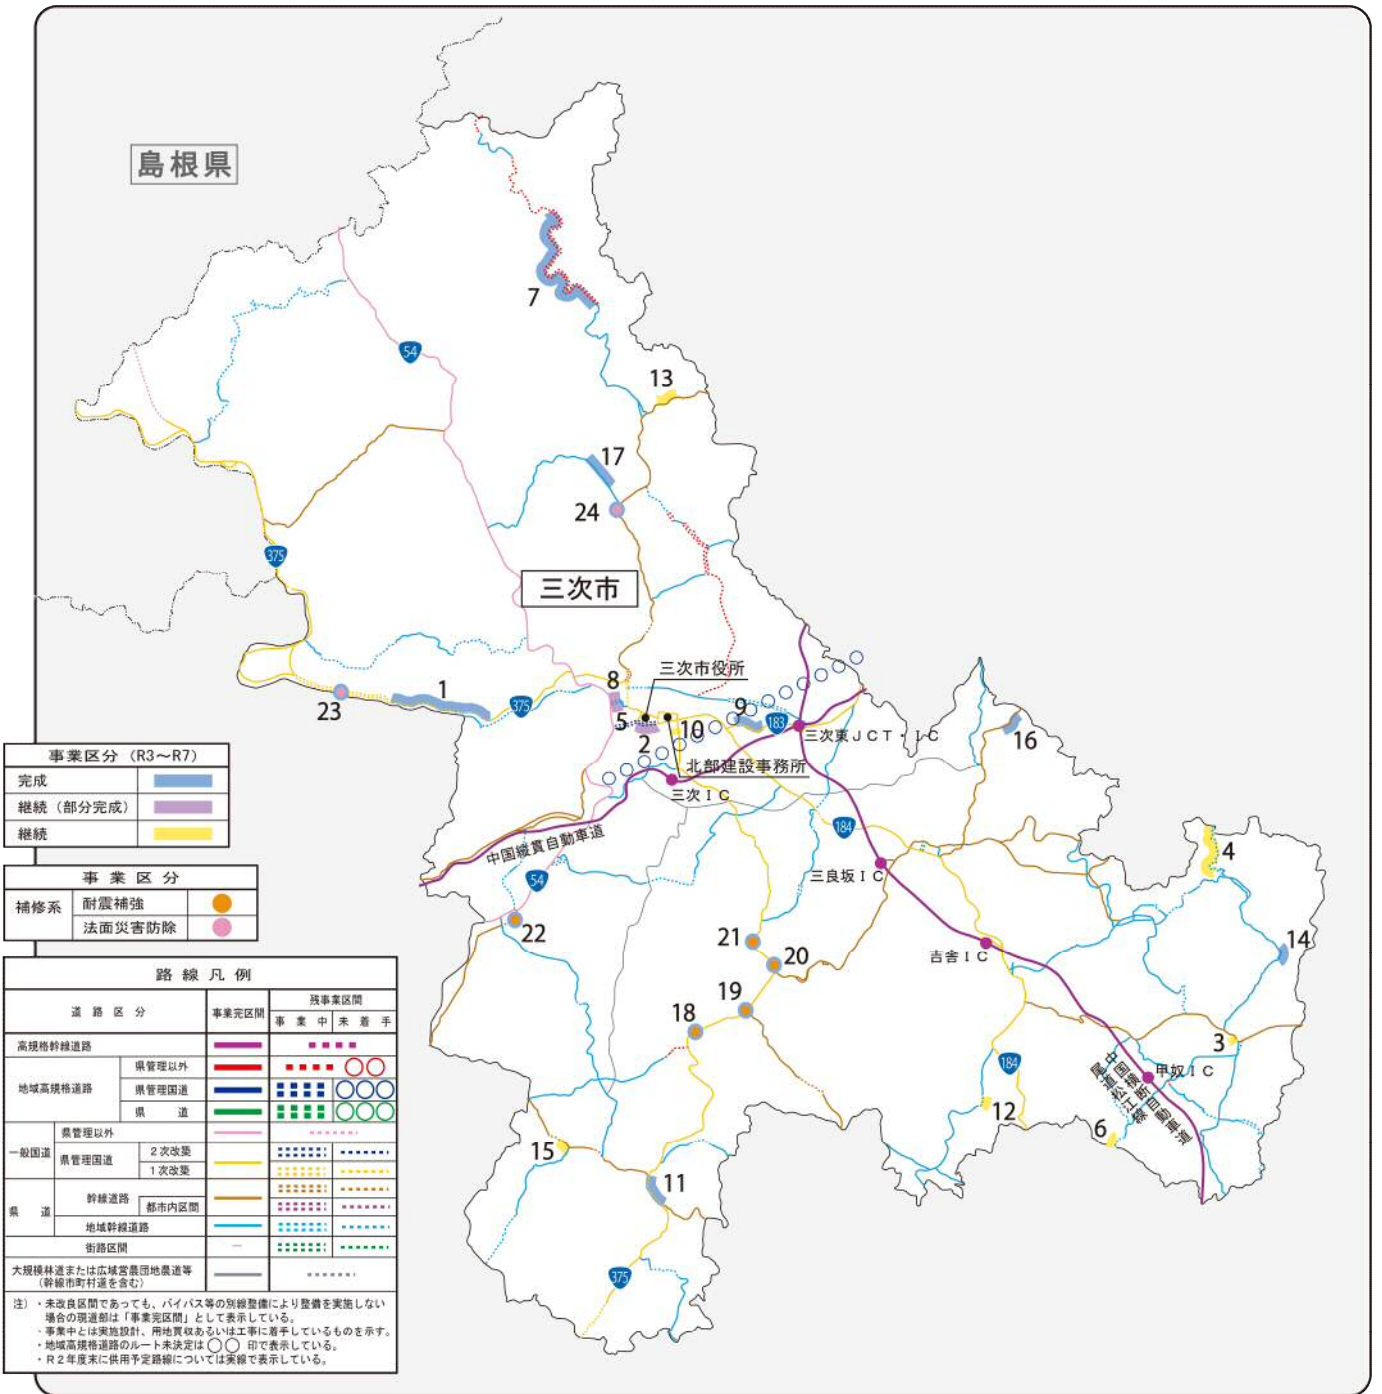 島根県
7
54
13
17
24
375
三次市
三次市役所
8
1
375
23
5
2
10
9
183
三次東JCT・IC
北部建設事務所
三次IC
16
中国縦貫自動車道
54
184
三良坂IC
4
22
21
20
吉舎IC
14
19
18
3
184
甲奴IC
中国横断自動車道
尾道松江線
12
6
15
11
375
事業区分（R3～R7）
完成
継続（部分完成）
継続
事業区分
補修系
耐震補強
法面災害防除
路線凡例
道路区分
事業完区間
残事業区間
事業中
未着手
高規格幹線道路
地域高規格道路
県管理以外
県管理国道
県道
一般国道
県管理以外
県管理国道
2次改築
1次改築
県道
幹線道路
都市内区間
地域幹線道路
街路区間
大規模林道または広域営農団地農道等
（幹線市町村道を含む）
注）・未改良区間であっても、バイパス等の別線整備により整備を実施しない
場合の現道部は「事業完区間」として表示している。
・事業中とは実施設計、用地買収あるいは工事に着手しているものを示す。
・地域高規格道路のルート未決定は○○印で表示している。
・R2年度末に供用予定路線については実線で表示している。